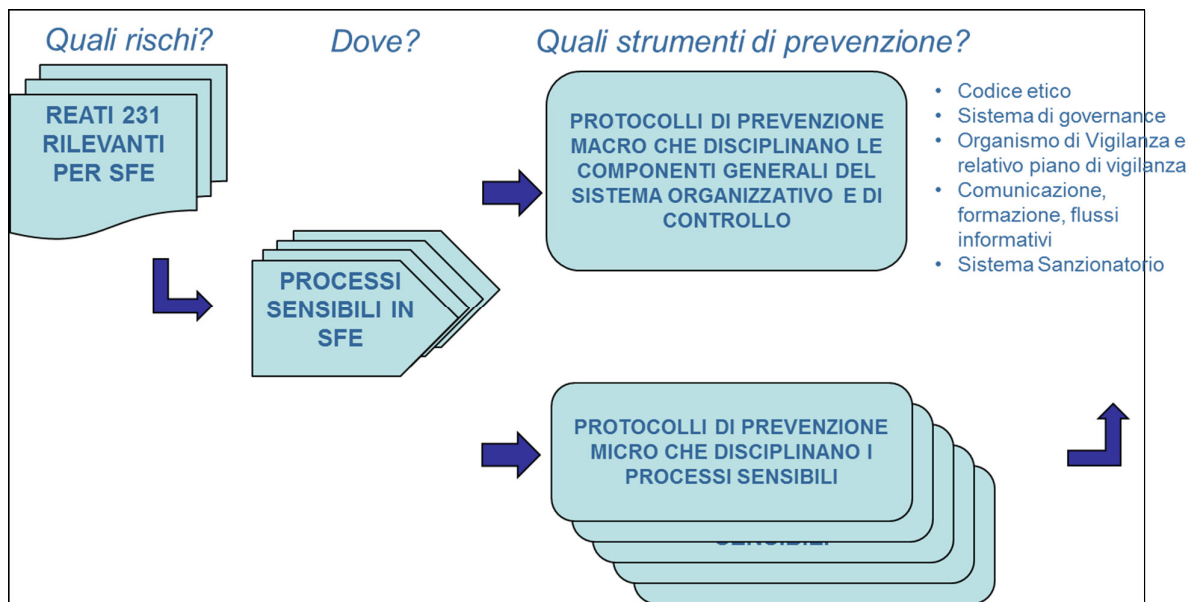 Quali rischi?
Dove?
Quali strumenti di prevenzione?
REATI 231
RILEVANTI
PER SFE
PROCESSI
SENSIBILI IN
SFE
PROTOCOLLI DI PREVENZIONE
MACRO CHE DISCIPLINANO LE
COMPONENTI GENERALI DEL
SISTEMA ORGANIZZATIVO E DI
CONTROLLO
• Codice etico
• Sistema di governance
• Organismo di Vigilanza e
relativo piano di vigilanza
• Comunicazione,
formazione, flussi
informativi
• Sistema Sanzionatorio
PROTOCOLLI DI PREVENZIONE
MICRO CHE DISCIPLINANO I
PROCESSI SENSIBILI
SENSIBILI